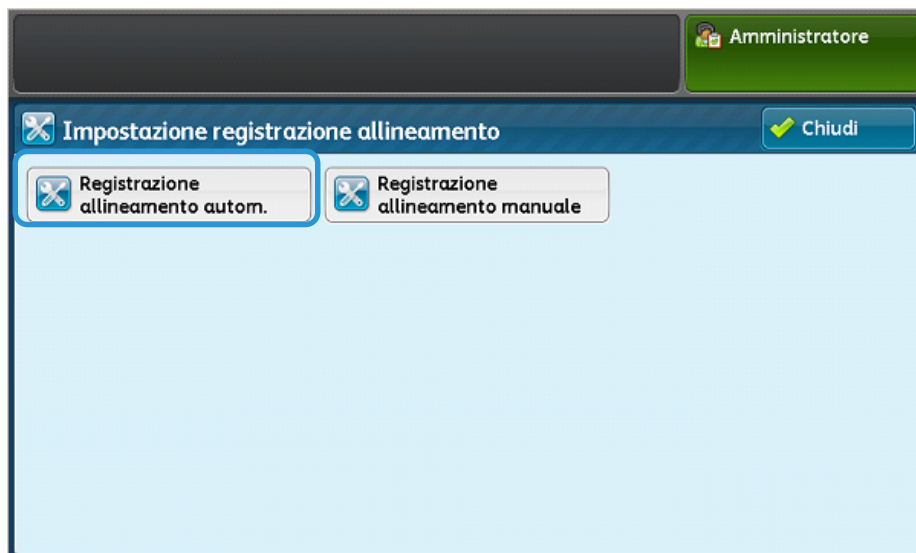 Amministratore
Impostazione registrazione allineamento
Chiudi
Registrazione
allineamento autom.
Registrazione
allineamento manuale